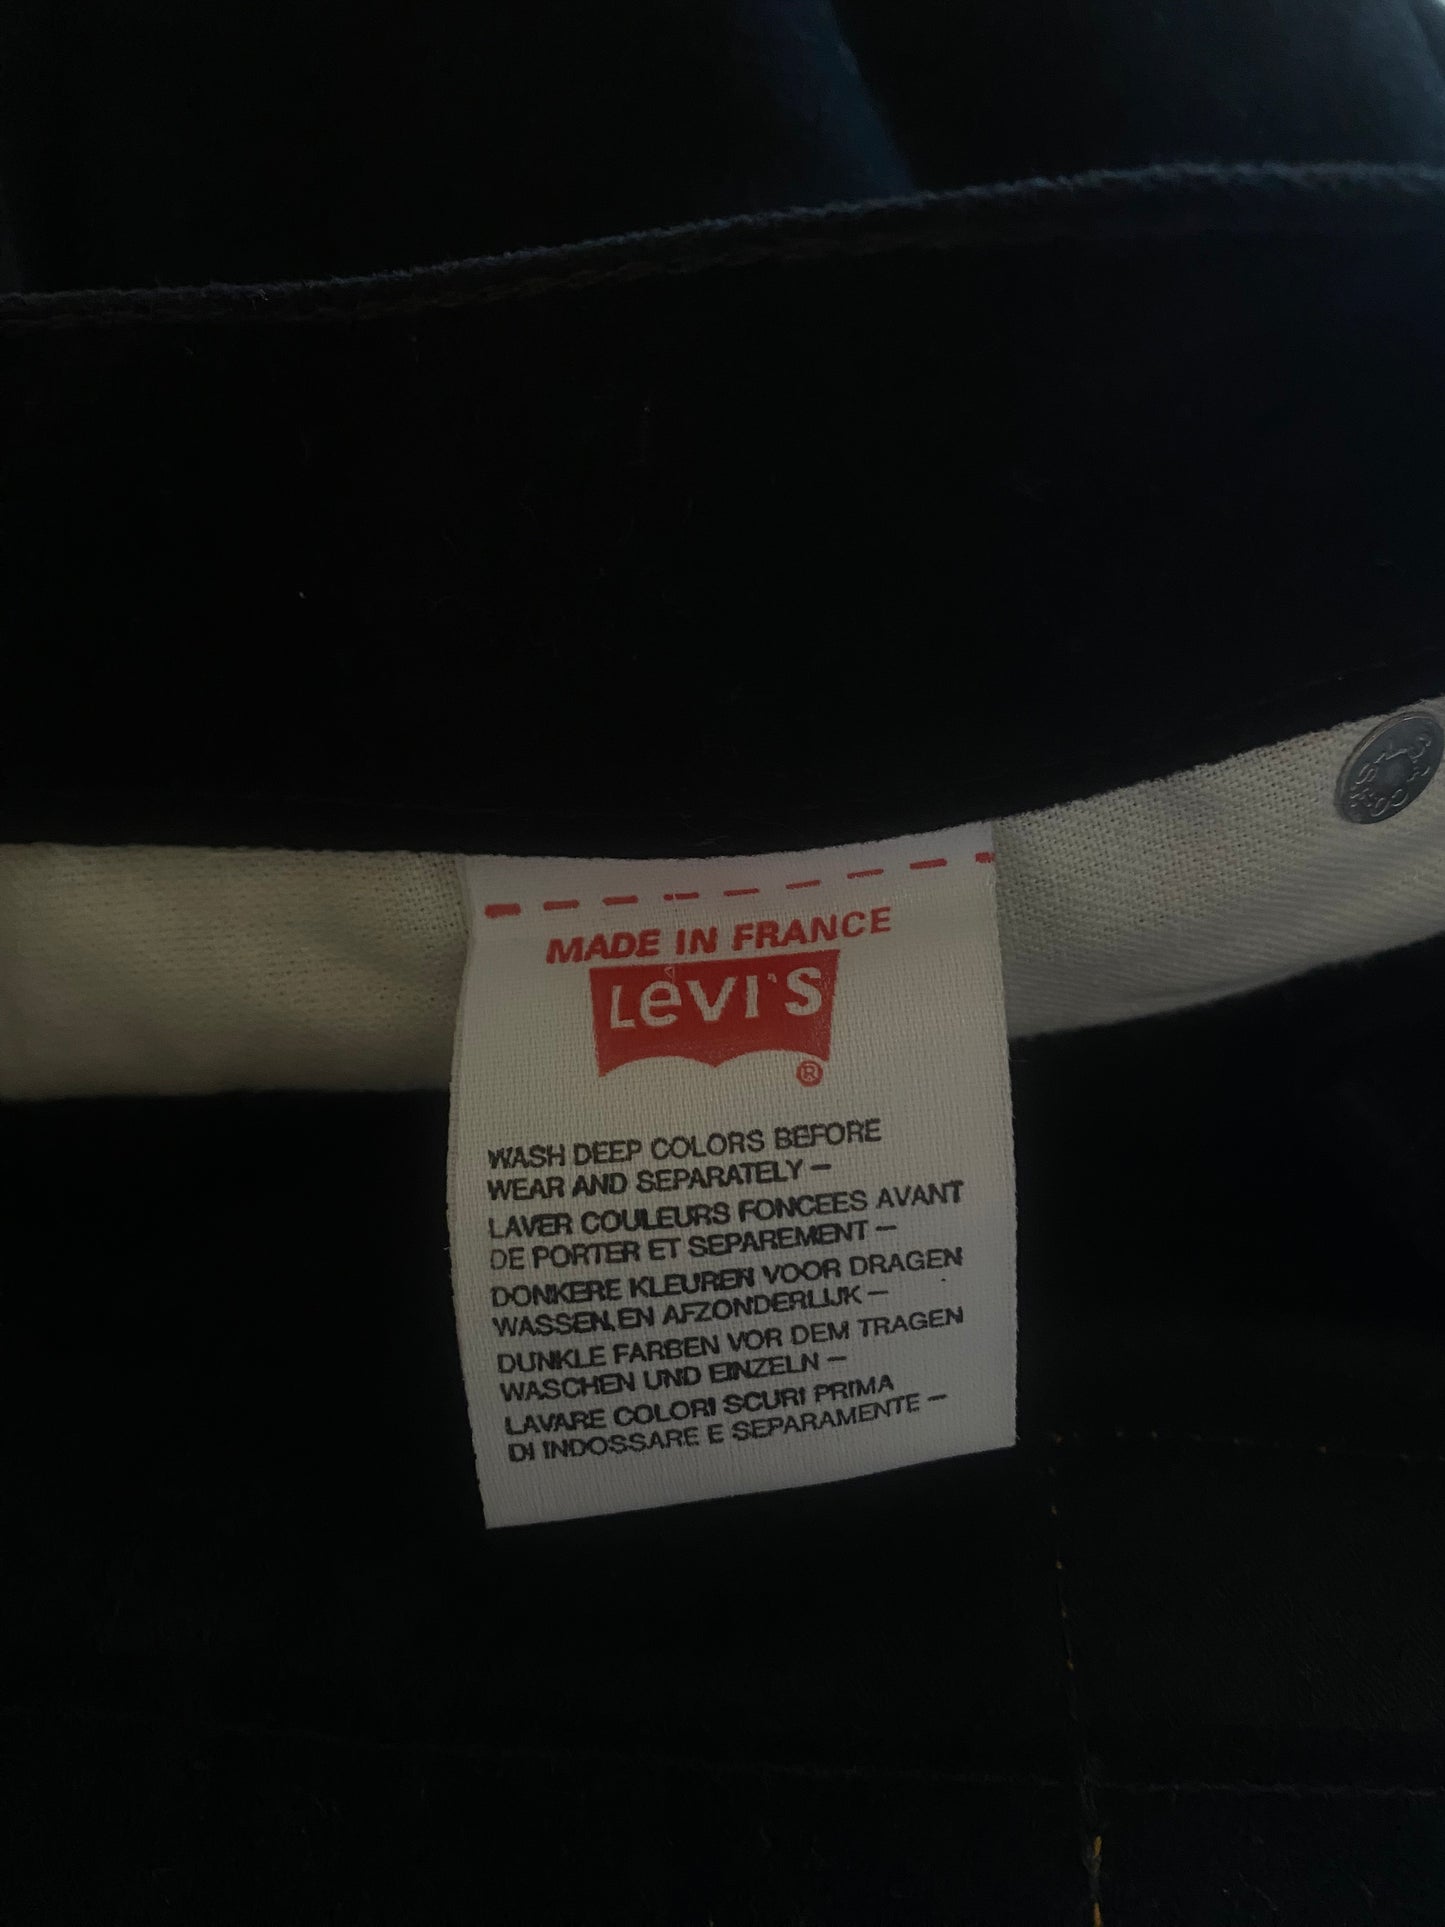 MADE IN FRANCE
LEVI'S
®
WASH DEEP COLORS BEFORE
WEAR AND SEPARATELY –
LAVER COULEURS FONCEES AVANT
DE PORTER ET SEPAREMENT –
DONKERE KLEUREN VOOR DRAGEN
WASSEN, EN AFZONDERLIJK –
DUNKLE FARBEN VOR DEM TRAGEN
WASCHEN UND EINZELN –
LAVARE COLORI SCURI PRIMA
DI INDOSSARE E SEPARAMENTE –